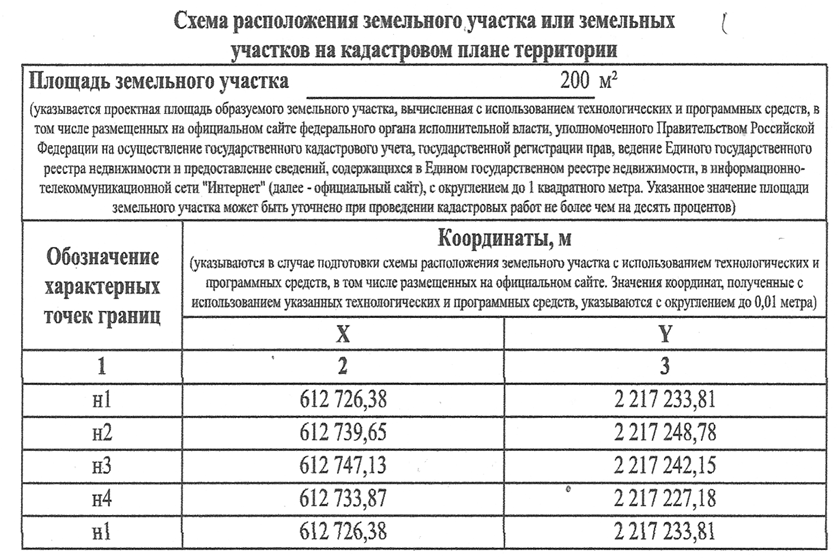 Схема расположения земельного участка или земельных
участков на кадастровом плане территории
Площадь земельного участка 200 м²
(указывается проектная площадь образуемого земельного участка, вычисленная с использованием технологических и программных средств, в
том числе размещенных на официальном сайте федерального органа исполнительной власти, уполномоченного Правительством Российской
Федерации на осуществление государственного кадастрового учета, государственной регистрации прав, ведение Единого государственного
реестра недвижимости и предоставление сведений, содержащихся в Едином государственном реестре недвижимости, в информационно-
телекоммуникационной сети "Интернет" (далее - официальный сайт), с округлением до 1 квадратного метра. Указанное значение площади
земельного участка может быть уточнено при проведении кадастровых работ не более чем на десять процентов)
Обозначение
характерных
точек границ
Координаты, м
(указываются в случае подготовки схемы расположения земельного участка с использованием технологических и
программных средств, в том числе размещенных на официальном сайте. Значения координат, полученные с
использованием указанных технологических и программных средств, указываются с округлением до 0,01 метра)
X Y
1 2 3
н1 612 726,38 2 217 233,81
н2 612 739,65 2 217 248,78
н3 612 747,13 2 217 242,15
н4 612 733,87 2 217 227,18
н1 612 726,38 2 217 233,81